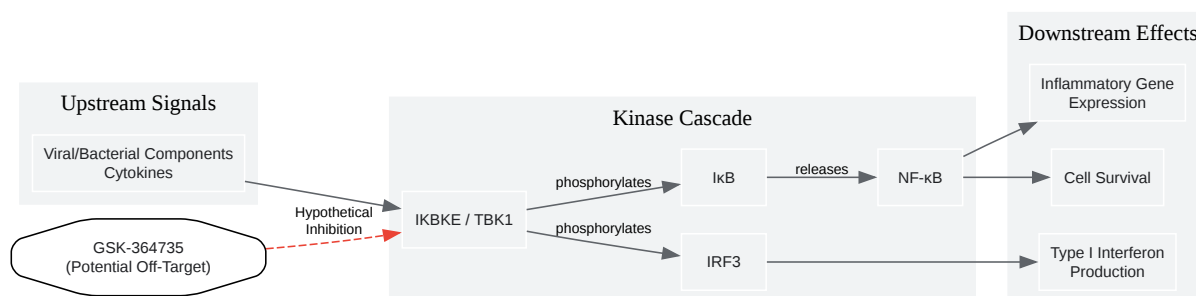 Upstream Signals
Viral/Bacterial Components
Cytokines
GSK-364735
(Potential Off-Target)
Hypothetical
Inhibition
Kinase Cascade
IKBKE / TBK1
phosphorylates
phosphorylates
IκB
IRF3
releases
NF-κB
Downstream Effects
Inflammatory Gene
Expression
Cell Survival
Type I Interferon
Production